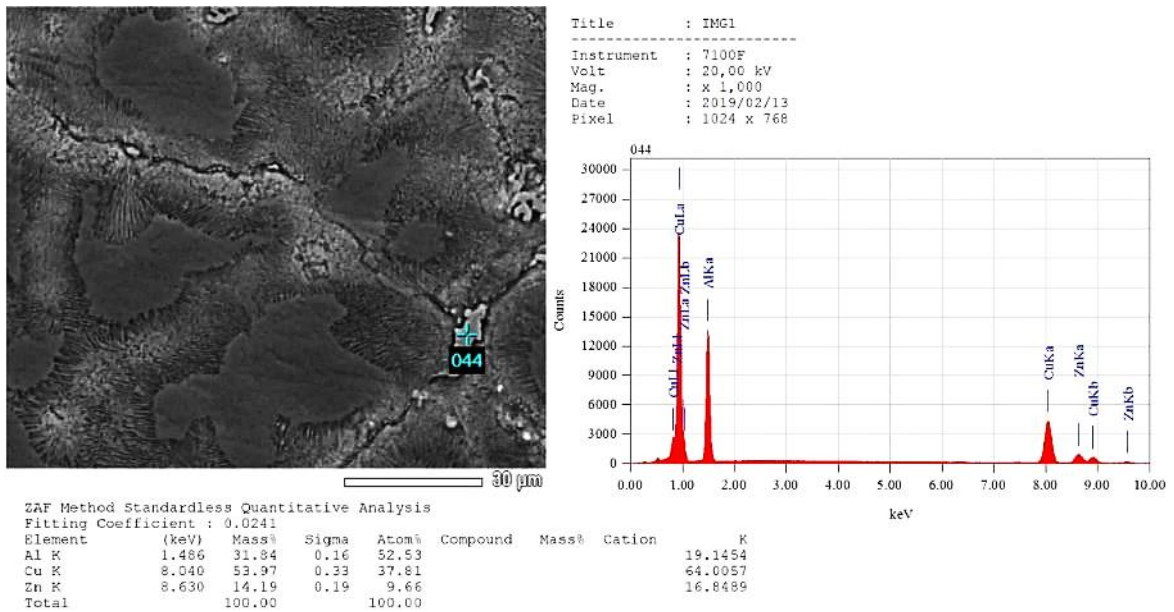 Title : IMG1
---------------------------
Instrument : 7100F
Volt : 20.00 kV
Mag. : x 1,000
Date : 2019/02/13
Pixel : 1024 x 768
044
30 µm
044
30000
27000
24000
21000
18000
15000
12000
9000
6000
3000
0
Counts
CuLa
ZnLa ZnLb
AlKa
CuKa
ZnKa
CuKb
ZnKb
0.00 1.00 2.00 3.00 4.00 5.00 6.00 7.00 8.00 9.00 10.00
keV
ZAF Method Standardless Quantitative Analysis
Fitting Coefficient : 0.0241
Element (keV) Mass% Sigma Atom% Compound Mass% Cation K
Al K 1.486 31.84 0.16 52.53 19.1454
Cu K 8.040 53.97 0.33 37.81 64.0057
Zn K 8.630 14.19 0.19 9.66 16.8489
Total 100.00 100.00